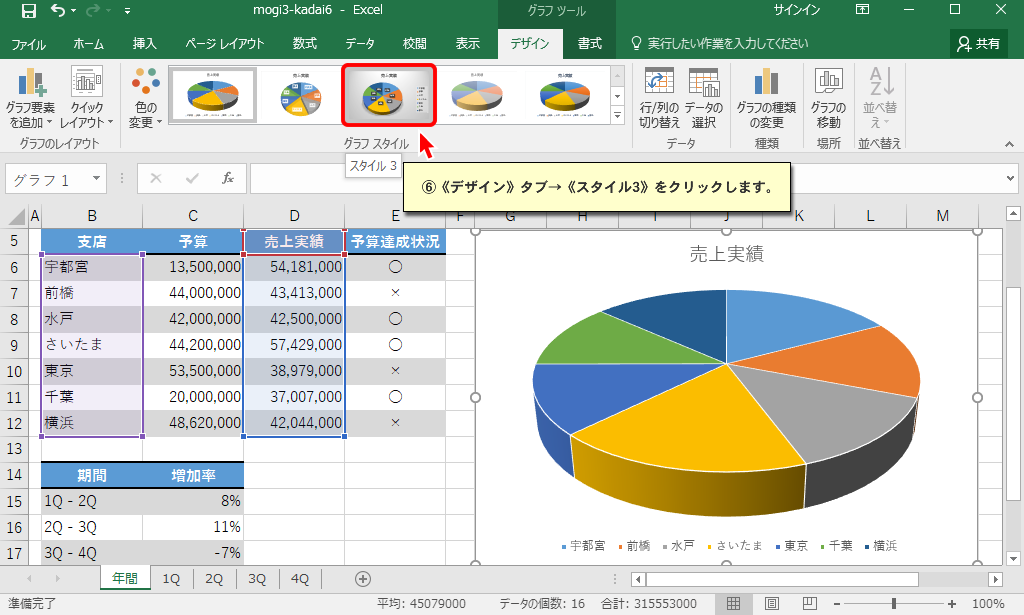 mogi3-kadai6 - Excel
グラフ ツール
サインイン
ファイル ホーム 挿入 ページ レイアウト 数式 データ 校閲 表示 デザイン 書式 実行したい作業を入力してください 共有
グラフ要素を追加
クイックレイアウト
色の変更
行/列の切り替え
データの選択
グラフの種類の変更
グラフの移動
並べ替え
グラフのレイアウト グラフ スタイル データ 種類 場所 並べ替え
スタイル 3
⑥《デザイン》タブ→《スタイル3》をクリックします。
グラフ 1
fx
A B C D E F G H I J K L M
5 支店 予算 売上実績 予算達成状況
6 宇都宮 13,500,000 54,181,000 〇
7 前橋 44,000,000 43,413,000 ×
8 水戸 42,000,000 42,500,000 〇
9 さいたま 44,200,000 57,429,000 〇
10 東京 53,500,000 38,979,000 ×
11 千葉 20,000,000 37,007,000 〇
12 横浜 48,620,000 42,044,000 ×
13
14 期間 増加率
15 1Q - 2Q 8%
16 2Q - 3Q 11%
17 3Q - 4Q -7%
売上実績
宇都宮 前橋 水戸 さいたま 東京 千葉 横浜
年間 1Q 2Q 3Q 4Q
準備完了 平均: 45079000 データの個数: 16 合計: 315553000 100%